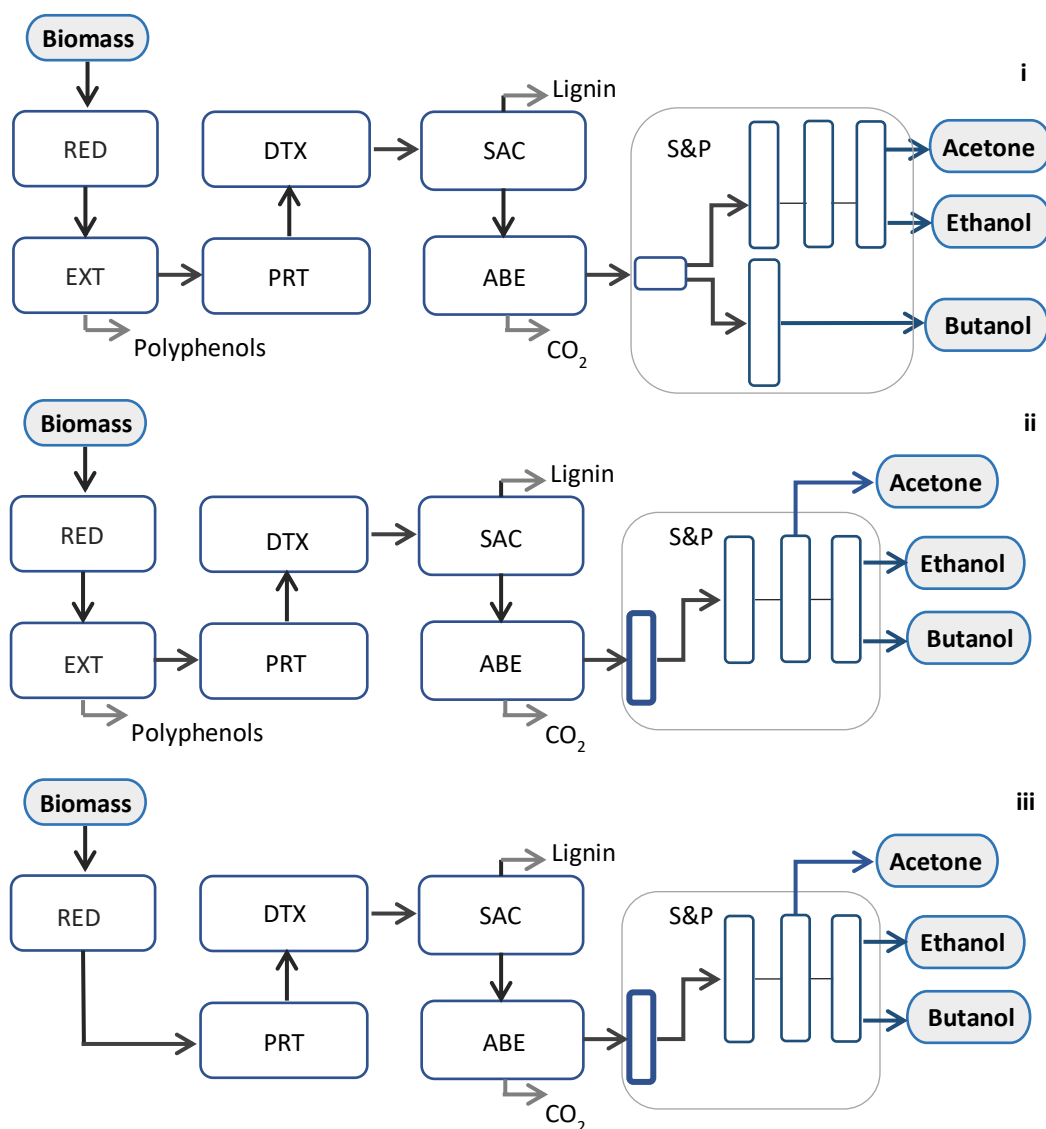 Biomass
i
Lignin
RED
DTX
SAC
S&P
Acetone
Ethanol
EXT
PRT
ABE
Butanol
Polyphenols
CO2
Biomass
ii
Lignin
Acetone
RED
DTX
SAC
S&P
Ethanol
EXT
PRT
ABE
Butanol
Polyphenols
CO2
Biomass
iii
Lignin
Acetone
RED
DTX
SAC
S&P
Ethanol
PRT
ABE
Butanol
CO2